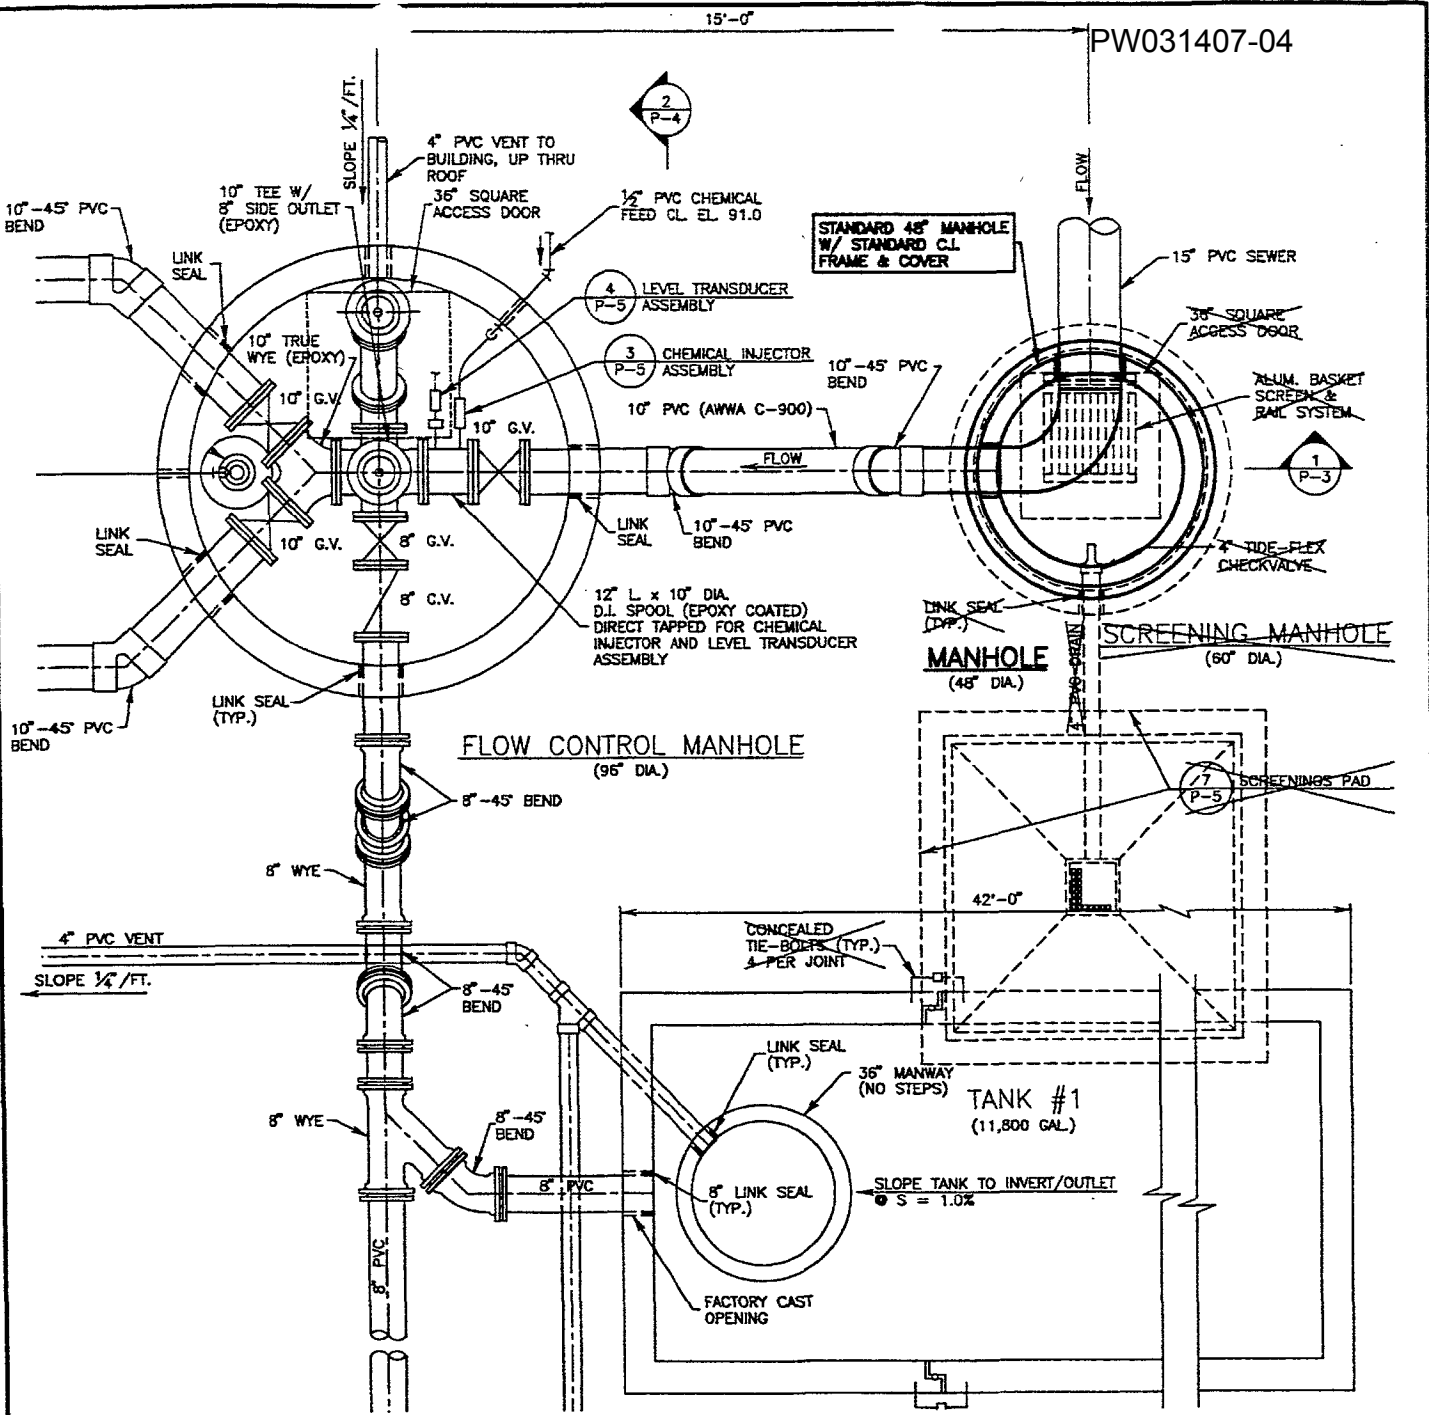 15'-0"
PW031407-04
SLOPE 1/4"/FT.
2
P-4
4" PVC VENT TO
BUILDING, UP THRU
ROOF
10" TEE W/
8" SIDE OUTLET
(EPOXY)
36" SQUARE
ACCESS DOOR
1/2" PVC CHEMICAL
FEED CL. EL. 91.0
FLOW
10"-45° PVC
BEND
STANDARD 48" MANHOLE
W/ STANDARD C.I.
FRAME & COVER
LINK
SEAL
15" PVC SEWER
4
P-5
LEVEL TRANSDUCER
ASSEMBLY
36" SQUARE
ACCESS DOOR
10" TRUE
WYE (EPOXY)
3
P-5
CHEMICAL INJECTOR
ASSEMBLY
10"-45° PVC
BEND
ALUM. BASKET
SCREEN &
RAIL SYSTEM
10" G.V.
10" PVC (AWWA C-900)
10" G.V.
FLOW
1
P-3
LINK
SEAL
10" G.V.
8" G.V.
LINK
SEAL
10"-45° PVC
BEND
4" TIDE-FLEX
CHECKVALVE
8" C.V.
12" L. x 10" DIA.
D.I. SPOOL (EPOXY COATED)
DIRECT TAPPED FOR CHEMICAL
INJECTOR AND LEVEL TRANSDUCER
ASSEMBLY
LINK SEAL
(TYP.)
4" PVC DRAIN
SCREENING MANHOLE
(60" DIA.)
MANHOLE
(48" DIA.)
LINK SEAL
(TYP.)
10"-45° PVC
BEND
FLOW CONTROL MANHOLE
(96" DIA.)
7
P-5
SCREENINGS PAD
8"-45° BEND
8" WYE
42'-0"
CONCEALED
TIE-BOLTS (TYP.)
4 PER JOINT
4" PVC VENT
SLOPE 1/4"/FT.
8"-45°
BEND
LINK SEAL
(TYP.)
36" MANWAY
(NO STEPS)
TANK #1
(11,800 GAL.)
8" WYE
8"-45°
BEND
8" PVC
8" LINK SEAL
(TYP.)
SLOPE TANK TO INVERT/OUTLET
@ S = 1.0%
8" PVC
FACTORY CAST
OPENING